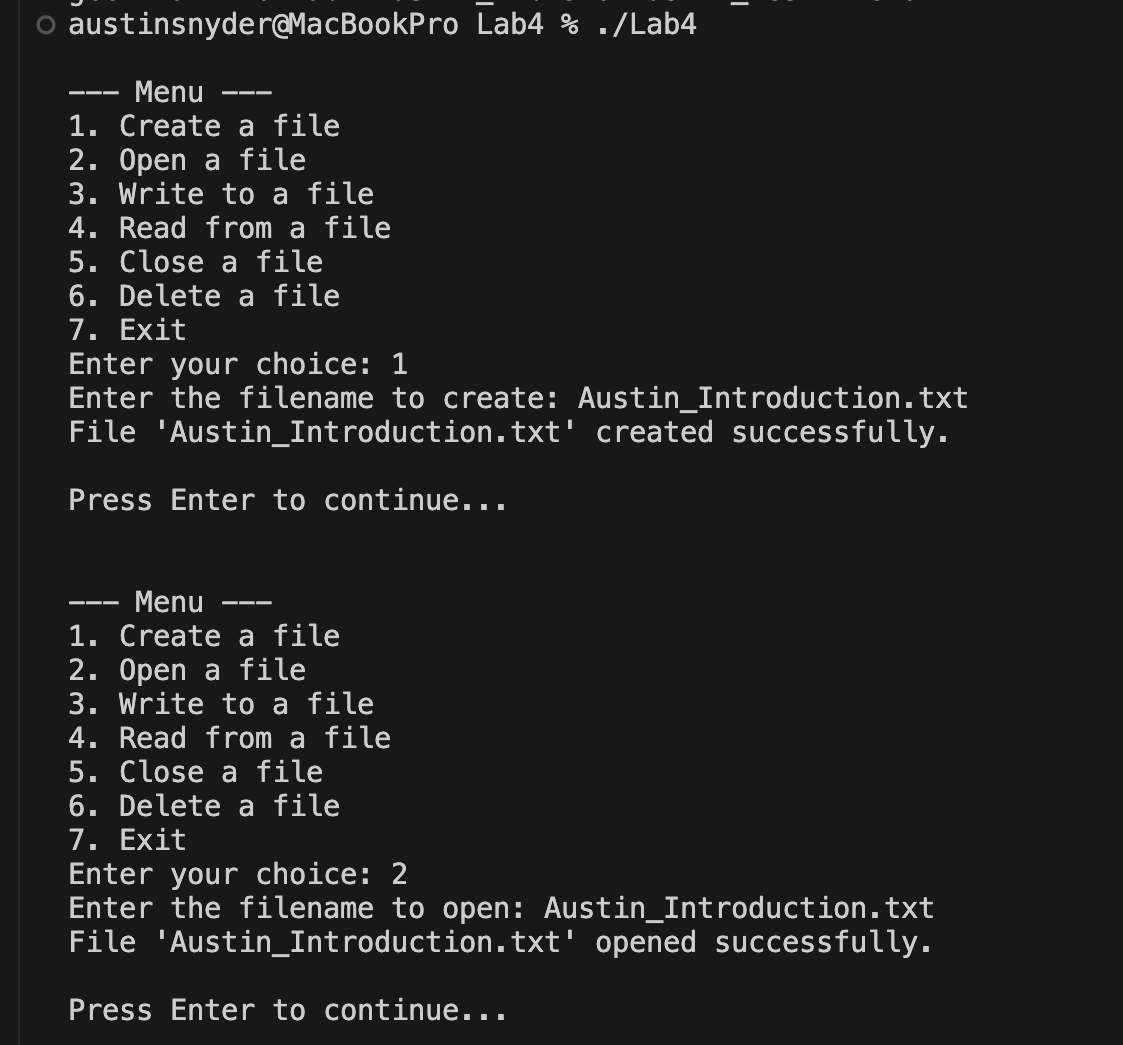 austinsnyder@MacBookPro Lab4 % ./Lab4
--- Menu ---
1. Create a file
2. Open a file
3. Write to a file
4. Read from a file
5. Close a file
6. Delete a file
7. Exit
Enter your choice: 1
Enter the filename to create: Austin_Introduction.txt
File 'Austin_Introduction.txt' created successfully.
Press Enter to continue...
--- Menu ---
1. Create a file
2. Open a file
3. Write to a file
4. Read from a file
5. Close a file
6. Delete a file
7. Exit
Enter your choice: 2
Enter the filename to open: Austin_Introduction.txt
File 'Austin_Introduction.txt' opened successfully.
Press Enter to continue...